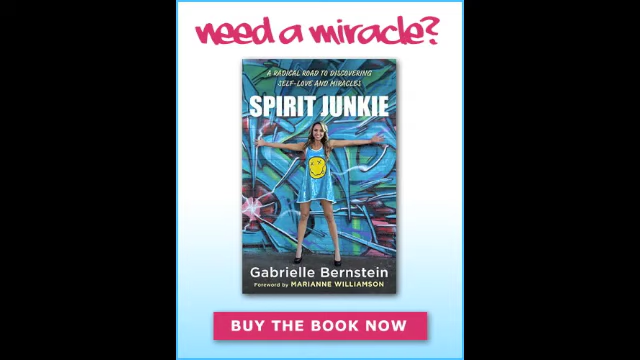 need a miracle?
A RADICAL ROAD TO DISCOVERING
SELF-LOVE AND MIRACLES
SPIRIT JUNKIE
Gabrielle Bernstein
Foreword by MARIANNE WILLIAMSON
BUY THE BOOK NOW